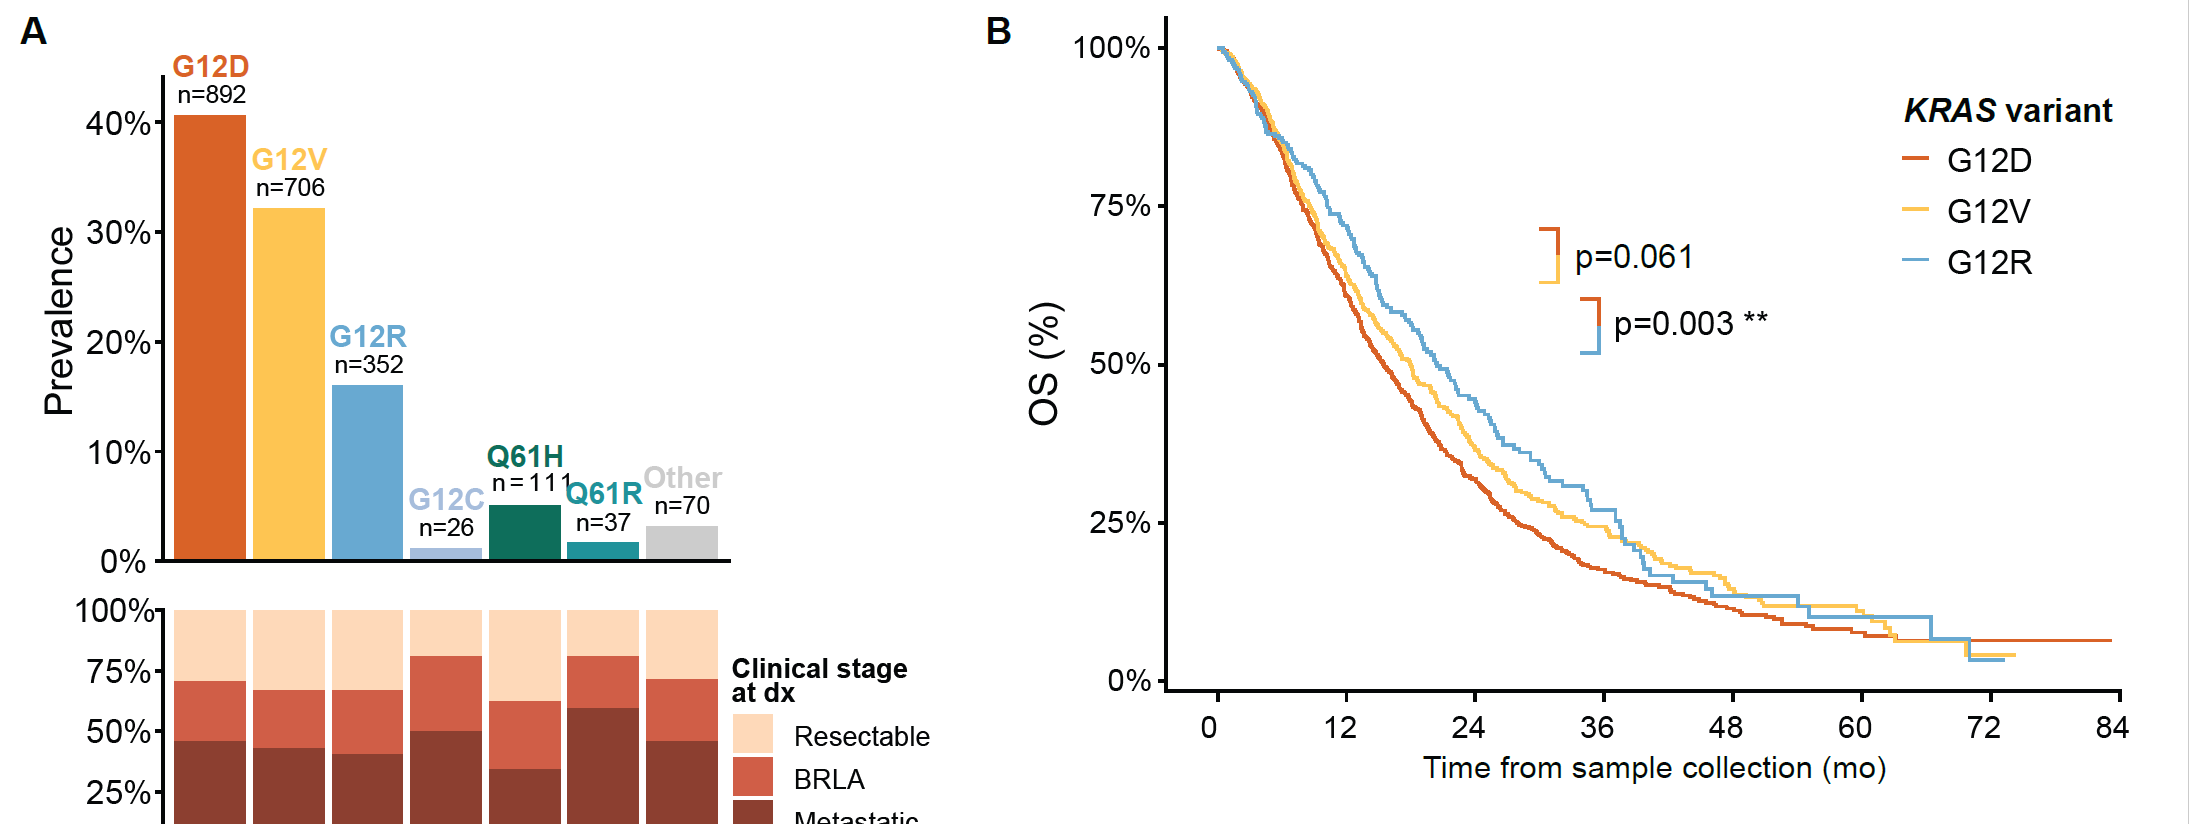 A
G12D
n=892
G12V
n=706
G12R
n=352
G12C
n=26
Q61H
n=111
Q61R
n=37
Other
n=70
40%
30%
20%
10%
0%
Prevalence
100%
75%
50%
25%
Clinical stage
at dx
Resectable
BRLA
Metastatic
B
100%
75%
50%
25%
0%
OS (%)
KRAS variant
G12D
G12V
G12R
p=0.061
p=0.003 **
0 12 24 36 48 60 72 84
Time from sample collection (mo)